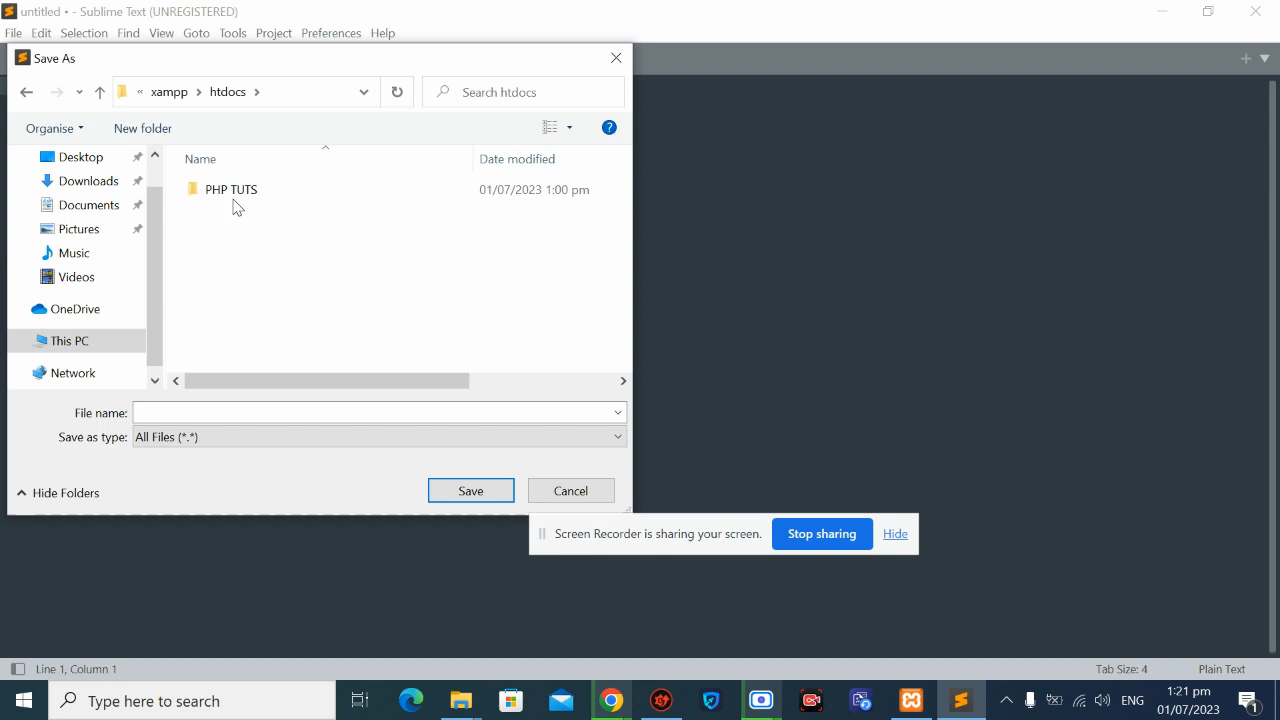 untitled • - Sublime Text (UNREGISTERED)
File Edit Selection Find View Goto Tools Project Preferences Help
Save As
« xampp > htdocs >
Search htdocs
Organise
New folder
Name
Date modified
Desktop
Downloads
Documents
Pictures
Music
Videos
OneDrive
This PC
Network
PHP TUTS
01/07/2023 1:00 pm
File name:
Save as type: All Files (*.*)
Hide Folders
Save
Cancel
Screen Recorder is sharing your screen.
Stop sharing
Hide
Line 1, Column 1
Tab Size: 4
Plain Text
Type here to search
ENG
1:21 pm
01/07/2023
1